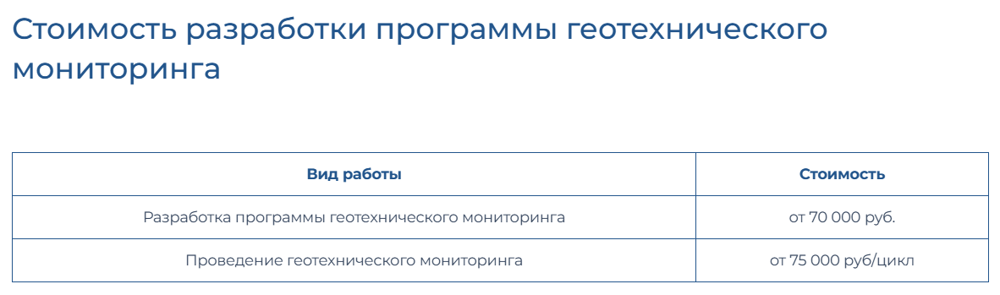 Стоимость разработки программы геотехнического
мониторинга
Вид работы
Стоимость
Разработка программы геотехнического мониторинга
от 70 000 руб.
Проведение геотехнического мониторинга
от 75 000 руб/цикл